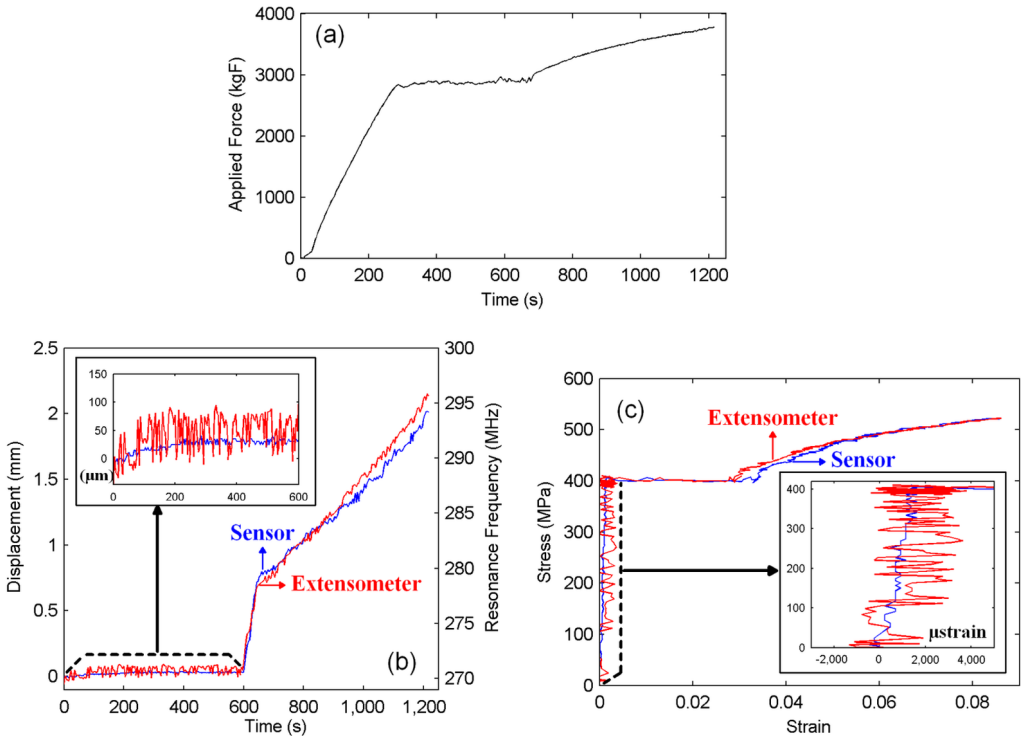 (a)
Applied Force (kgF)
4000
3000
2000
1000
0
0 200 400 600 800 1000 1200
Time (s)
(b)
Displacement (mm)
2.5
2
1.5
1
0.5
0
0 200 400 600 800 1,000 1,200
Time (s)
Resonance Frequency (MHz)
300
295
290
285
280
275
270
150
100
50
0
(μm)
0 200 400 600
Sensor
Extensometer
(c)
Stress (MPa)
600
500
400
300
200
100
0
0 0.02 0.04 0.06 0.08
Strain
Extensometer
Sensor
400
300
200
100
0
μstrain
-2,000 0 2,000 4,000